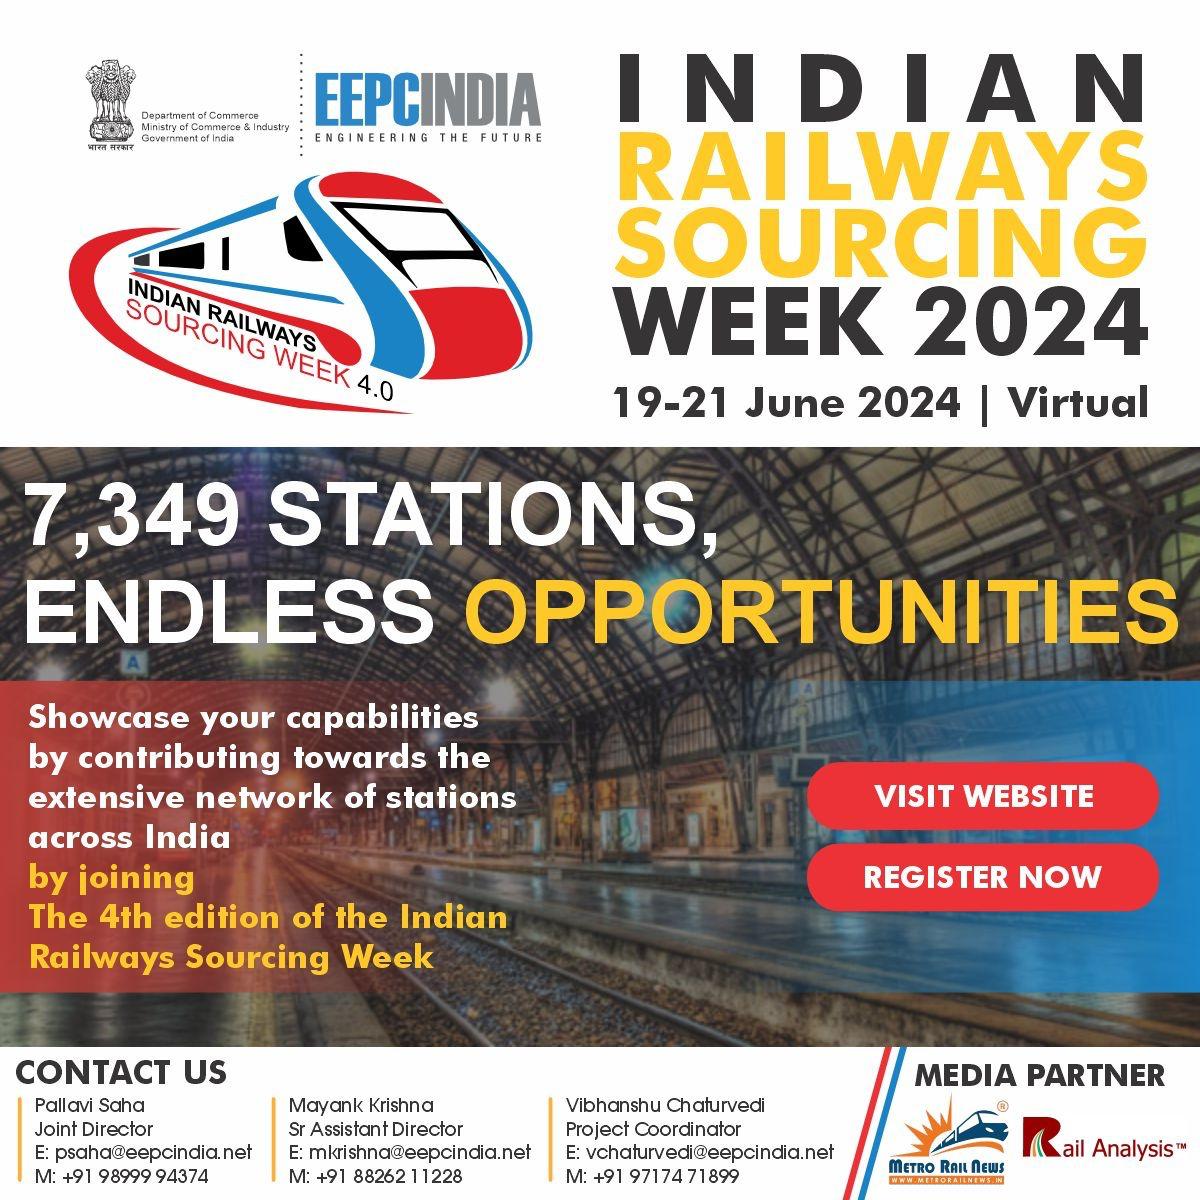 Department of Commerce
Ministry of Commerce & Industry
Government of India
भारत सरकार
EEPCINDIA
ENGINEERING THE FUTURE
INDIAN RAILWAYS
SOURCING WEEK 4.0
INDIAN
RAILWAYS
SOURCING
WEEK 2024
19-21 June 2024 | Virtual
7,349 STATIONS,
ENDLESS OPPORTUNITIES
A
A
Showcase your capabilities
by contributing towards the
extensive network of stations
across India
by joining
The 4th edition of the Indian
Railways Sourcing Week
VISIT WEBSITE
REGISTER NOW
CONTACT US
Pallavi Saha
Joint Director
E: psaha@eepcindia.net
M: +91 98999 94374
Mayank Krishna
Sr Assistant Director
E: mkrishna@eepcindia.net
M: +91 88262 11228
Vibhanshu Chaturvedi
Project Coordinator
E: vchaturvedi@eepcindia.net
M: +91 97174 71899
MEDIA PARTNER
®
METRO RAIL NEWS
WWW.METRORAILNEWS.IN
Rail Analysis™